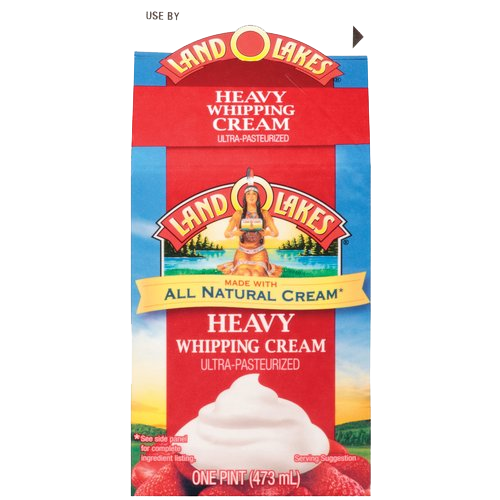 USE BY
LAND O LAKES
HEAVY
WHIPPING
CREAM
ULTRA-PASTEURIZED
LAND O LAKES®
MADE WITH
ALL NATURAL CREAM*
HEAVY
WHIPPING CREAM
ULTRA-PASTEURIZED
*See side panel
for complete
ingredient listing.
Serving Suggestion
ONE PINT (473 mL)